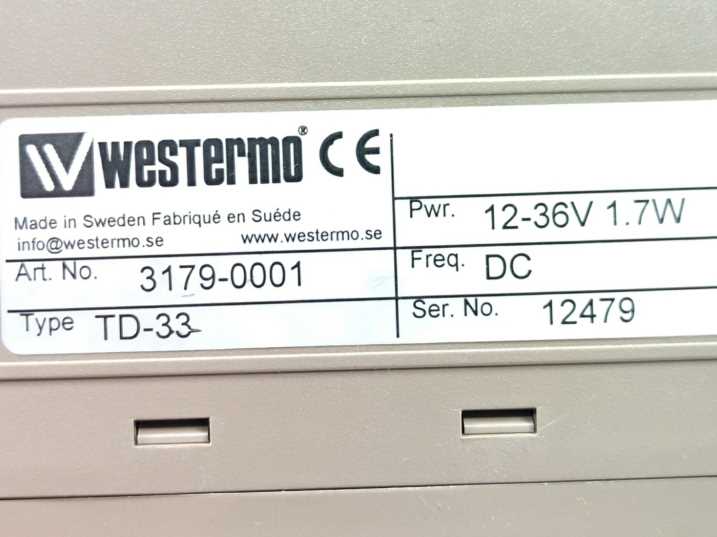 westermo® CE
Made in Sweden Fabriqué en Suéde
info@westermo.se www.westermo.se
Art. No. 3179-0001
Type TD-33
Pwr. 12-36V 1.7W
Freq. DC
Ser. No. 12479